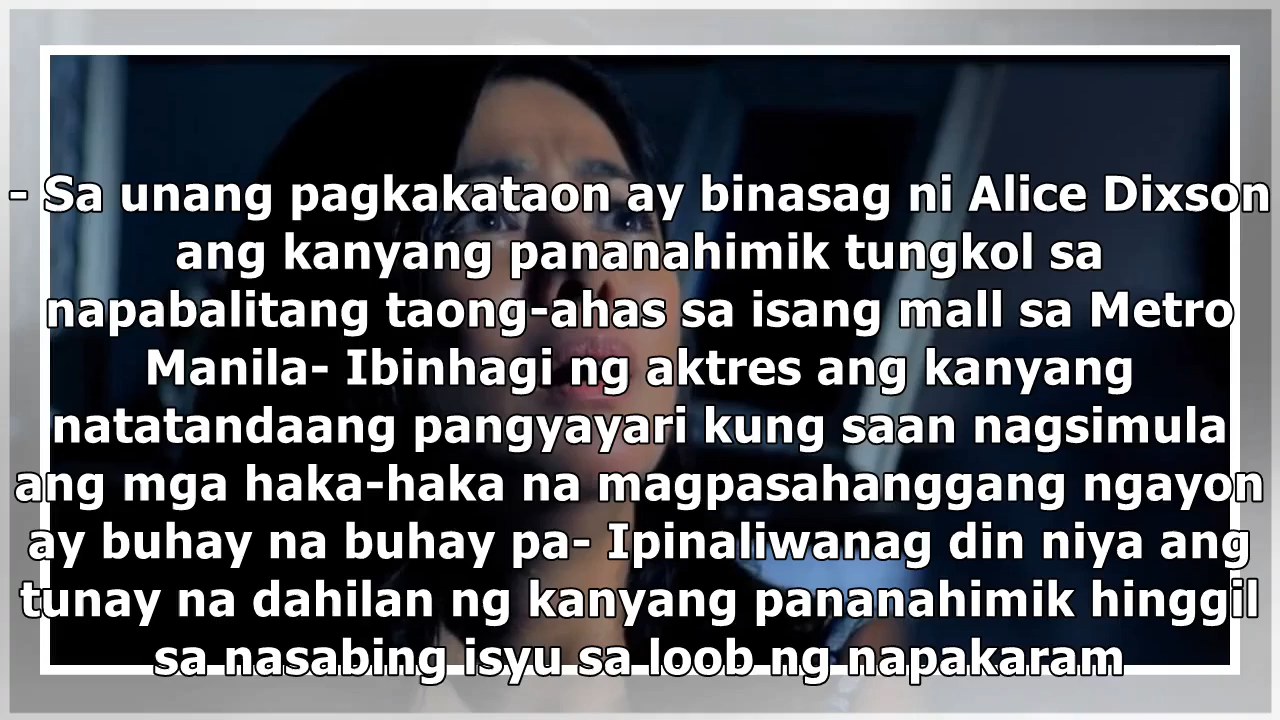 - Sa unang pagkakataon ay binasag ni Alice Dixson
ang kanyang pananahimik tungkol sa
napabalitang taong-ahas sa isang mall sa Metro
Manila- Ibinhagi ng aktres ang kanyang
natatandaang pangyayari kung saan nagsimula
ang mga haka-haka na magpasahanggang ngayon
ay buhay na buhay pa- Ipinaliwanag din niya ang
tunay na dahilan ng kanyang pananahimik hinggil
sa nasabing isyu sa loob ng napakaram